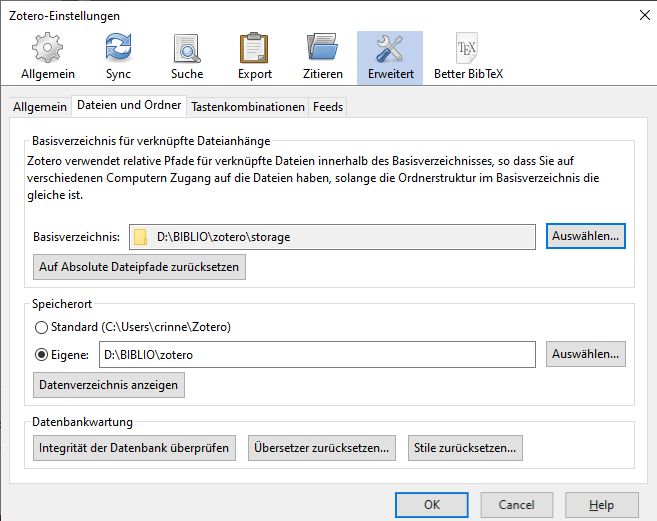 Zotero-Einstellungen
Allgemein
Sync
Suche
Export
Zitieren
Erweitert
TEX
Better BibTeX
Allgemein
Dateien und Ordner
Tastenkombinationen
Feeds
Basisverzeichnis für verknüpfte Dateianhänge
Zotero verwendet relative Pfade für verknüpfte Dateien innerhalb des Basisverzeichnisses, so dass Sie auf
verschiedenen Computern Zugang auf die Dateien haben, solange die Ordnerstruktur im Basisverzeichnis die
gleiche ist.
Basisverzeichnis:
D:\BIBLIO\zotero\storage
Auswählen...
Auf Absolute Dateipfade zurücksetzen
Speicherort
Standard (C:\Users\crinne\Zotero)
Eigene:
D:\BIBLIO\zotero
Auswählen...
Datenverzeichnis anzeigen
Datenbankwartung
Integrität der Datenbank überprüfen
Übersetzer zurücksetzen...
Stile zurücksetzen...
OK
Cancel
Help